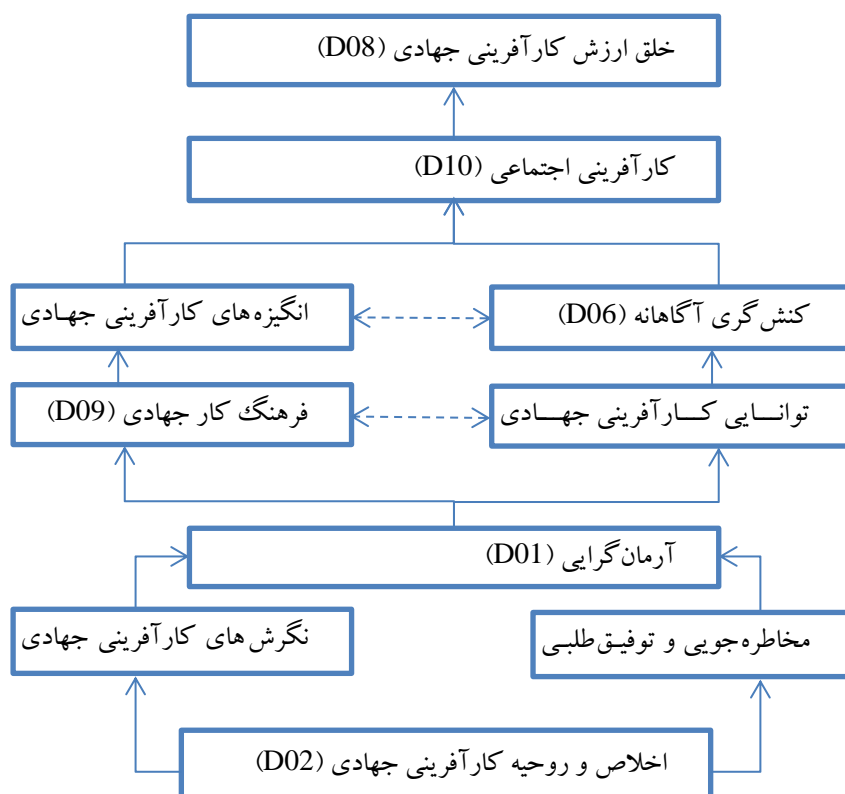 خلق ارزش کارآفرینی جهادی (D08)
کارآفرینی اجتماعی (D10)
کنش‌گری آگاهانه (D06)
انگیزه‌های کارآفرینی جهادی
توانایی کارآفرینی جهادی
فرهنگ کار جهادی (D09)
آرمان‌گرایی (D01)
مخاطره‌جویی و توفیق‌طلبی
نگرش‌های کارآفرینی جهادی
اخلاص و روحیه کارآفرینی جهادی (D02)